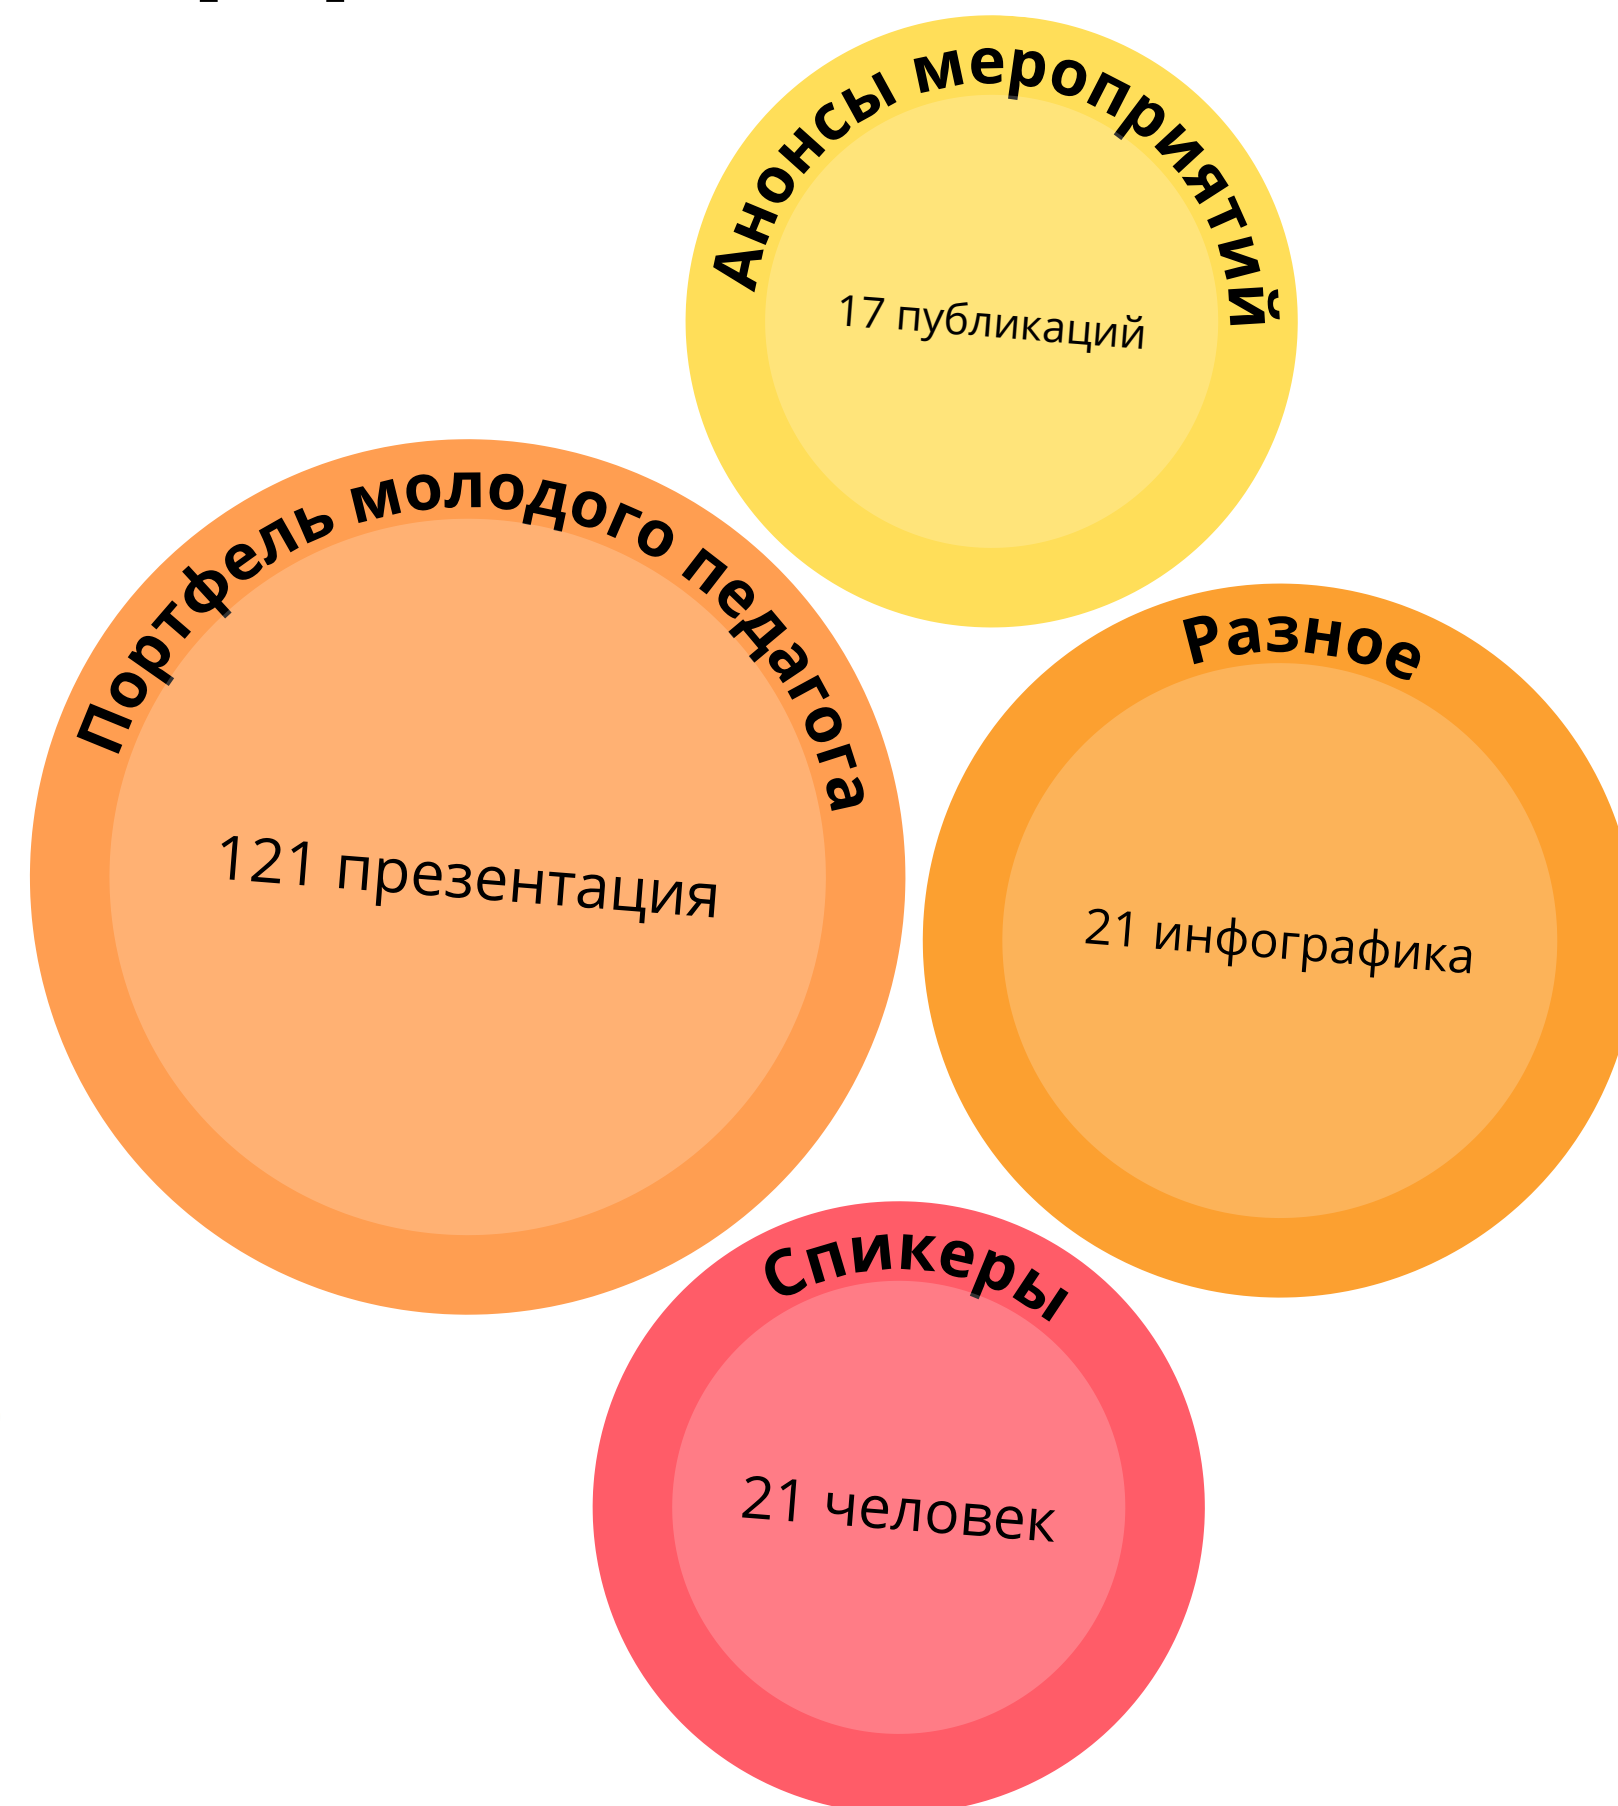 Анонсы мероприятий
17 публикаций
Портфель молодого педагога
121 презентация
Разное
21 инфографика
Спикеры
21 человек